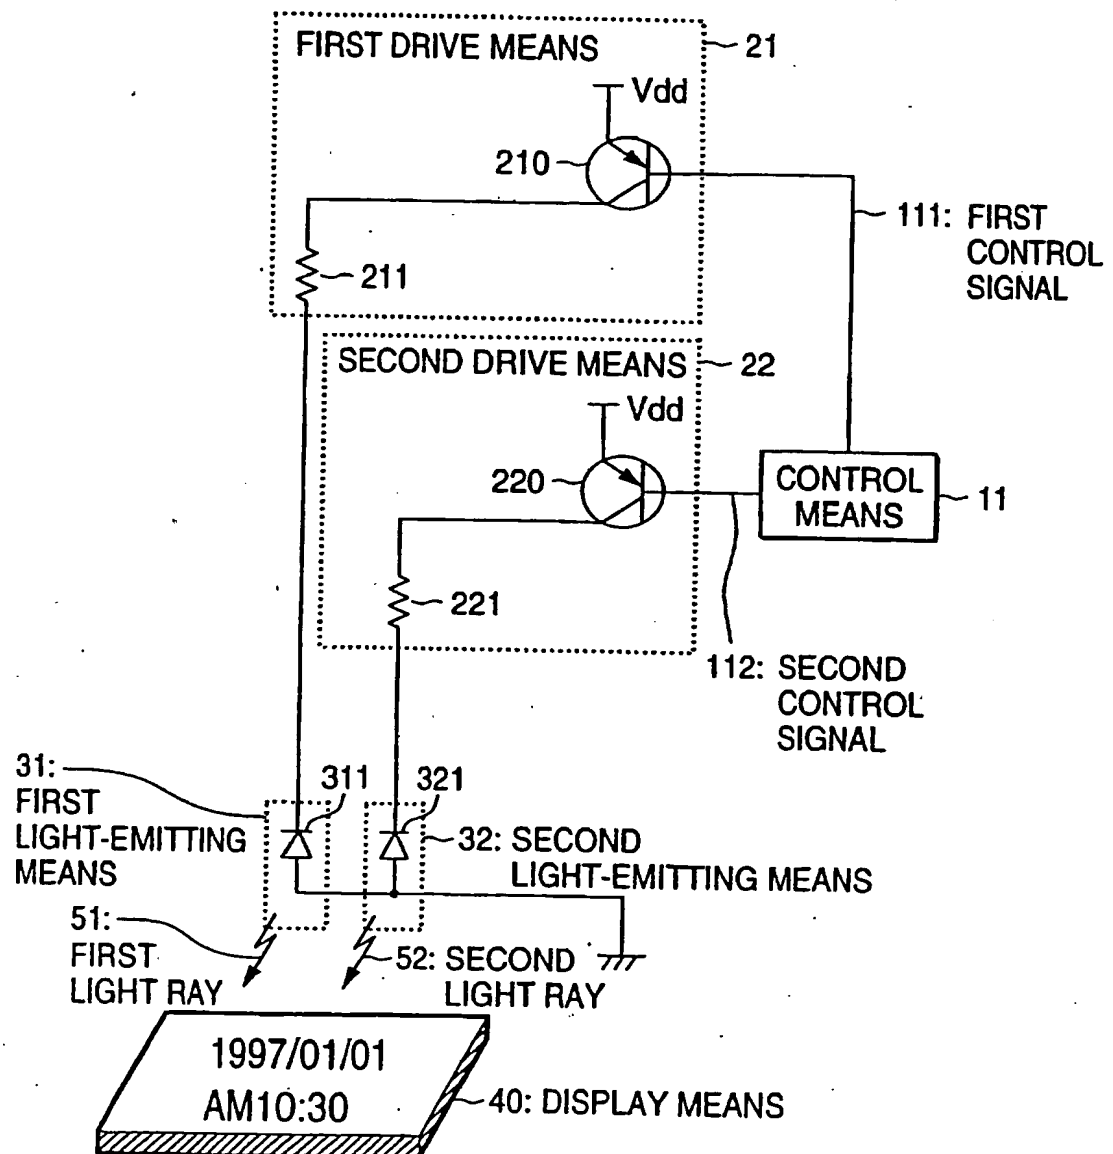 FIRST DRIVE MEANS
21
Vdd
210
211
111: FIRST
CONTROL
SIGNAL
SECOND DRIVE MEANS
22
Vdd
220
221
CONTROL
MEANS
11
112: SECOND
CONTROL
SIGNAL
31:
FIRST
LIGHT-EMITTING
MEANS
311
321
32: SECOND
LIGHT-EMITTING MEANS
51:
FIRST
LIGHT RAY
52: SECOND
LIGHT RAY
1997/01/01
AM10:30
40: DISPLAY MEANS